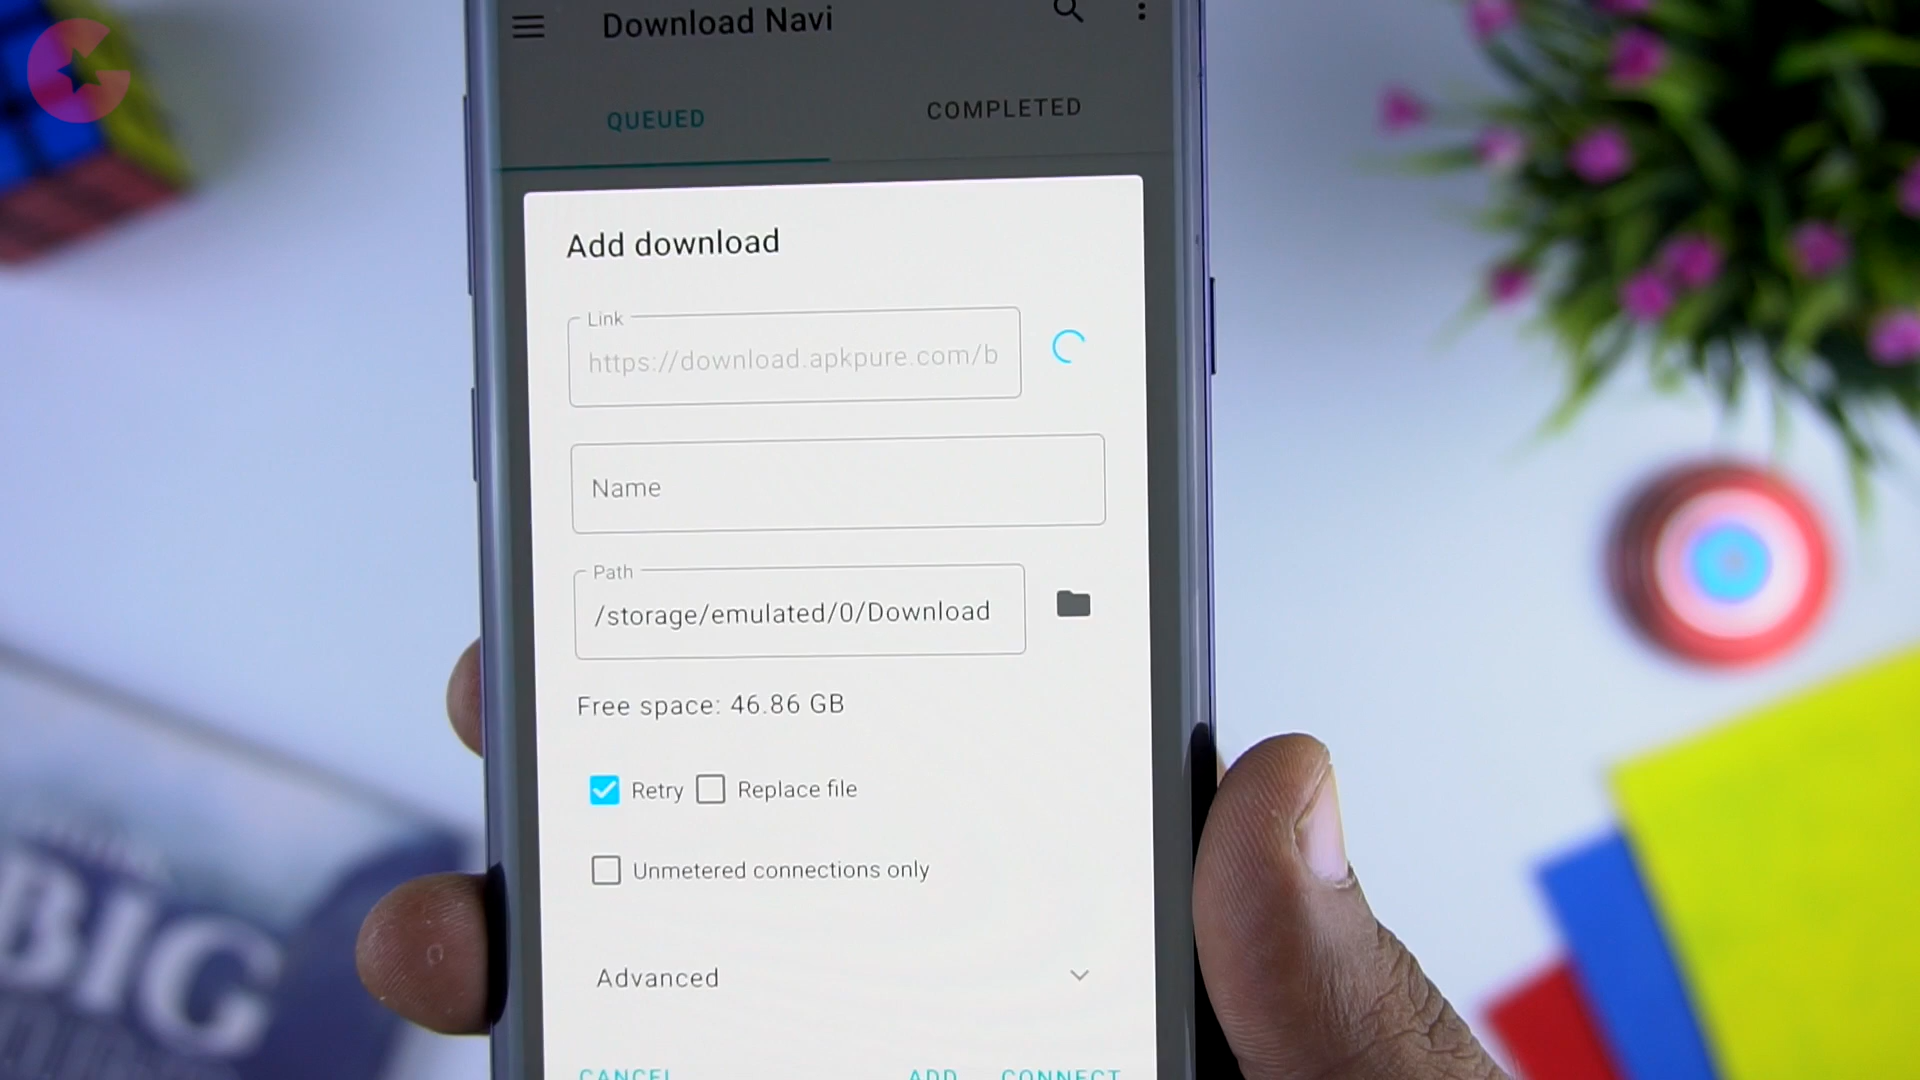 Download Navi
QUEUED
COMPLETED
Add download
Link
https://download.apkpure.com/b
Name
Path
/storage/emulated/0/Download
Free space: 46.86 GB
Retry
Replace file
Unmetered connections only
Advanced
CANCEL
ADD
CONNECT
BIG